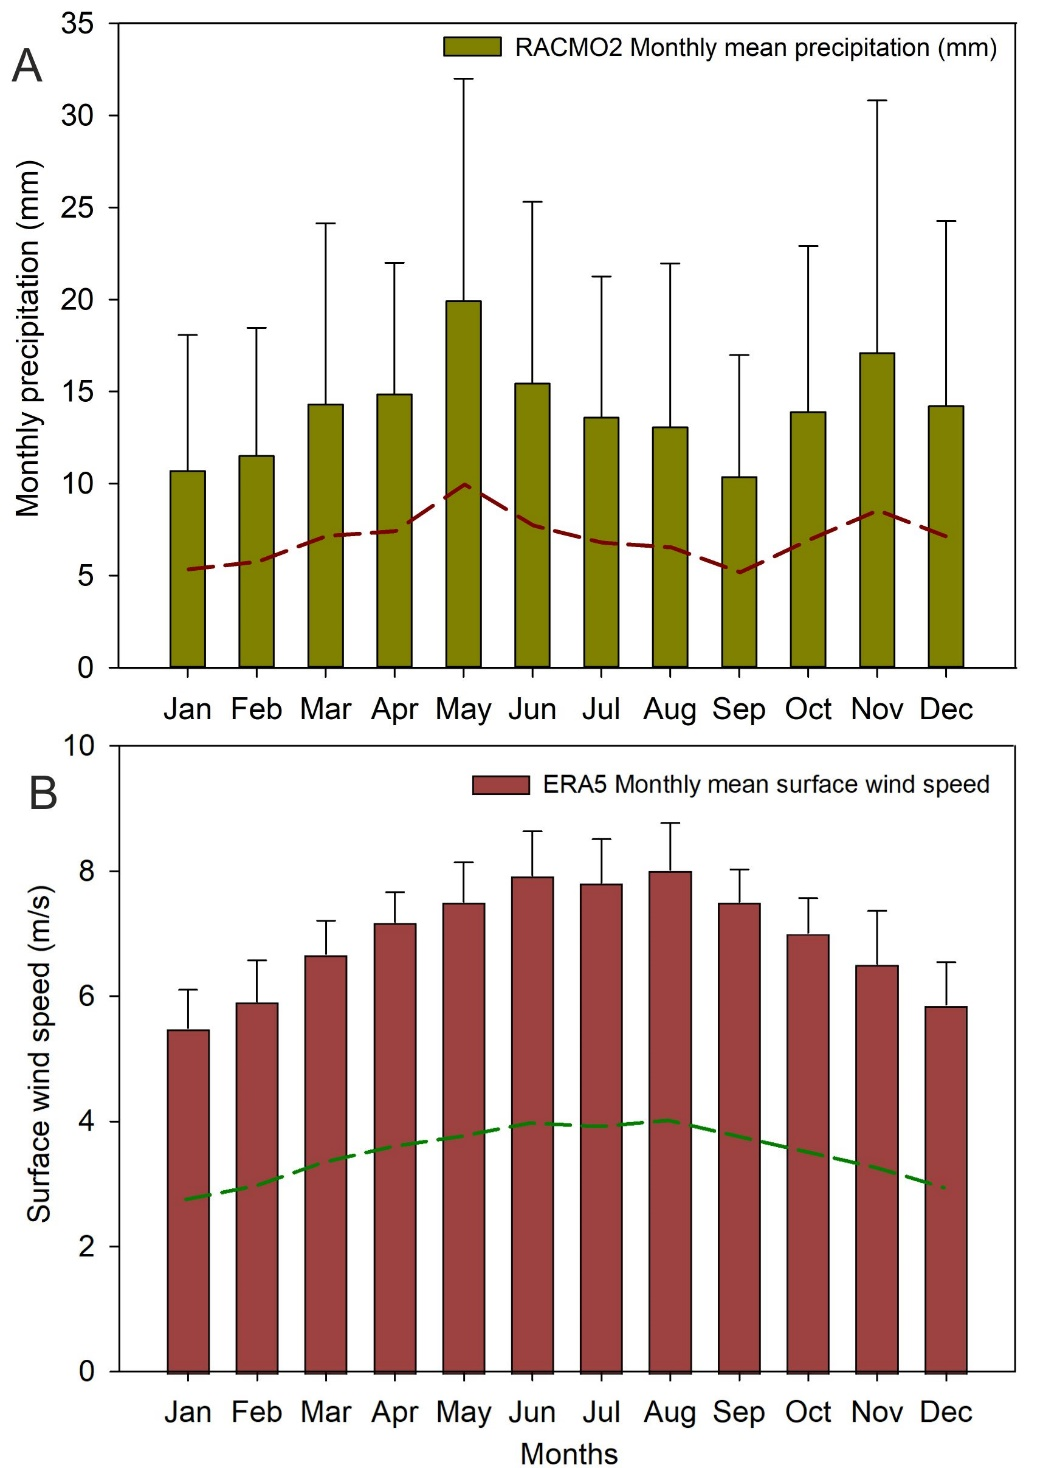 A
RACMO2 Monthly mean precipitation (mm)
Monthly precipitation (mm)
35
30
25
20
15
10
5
0
Jan Feb Mar Apr May Jun Jul Aug Sep Oct Nov Dec
B
ERA5 Monthly mean surface wind speed
Surface wind speed (m/s)
10
8
6
4
2
0
Jan Feb Mar Apr May Jun Jul Aug Sep Oct Nov Dec
Months